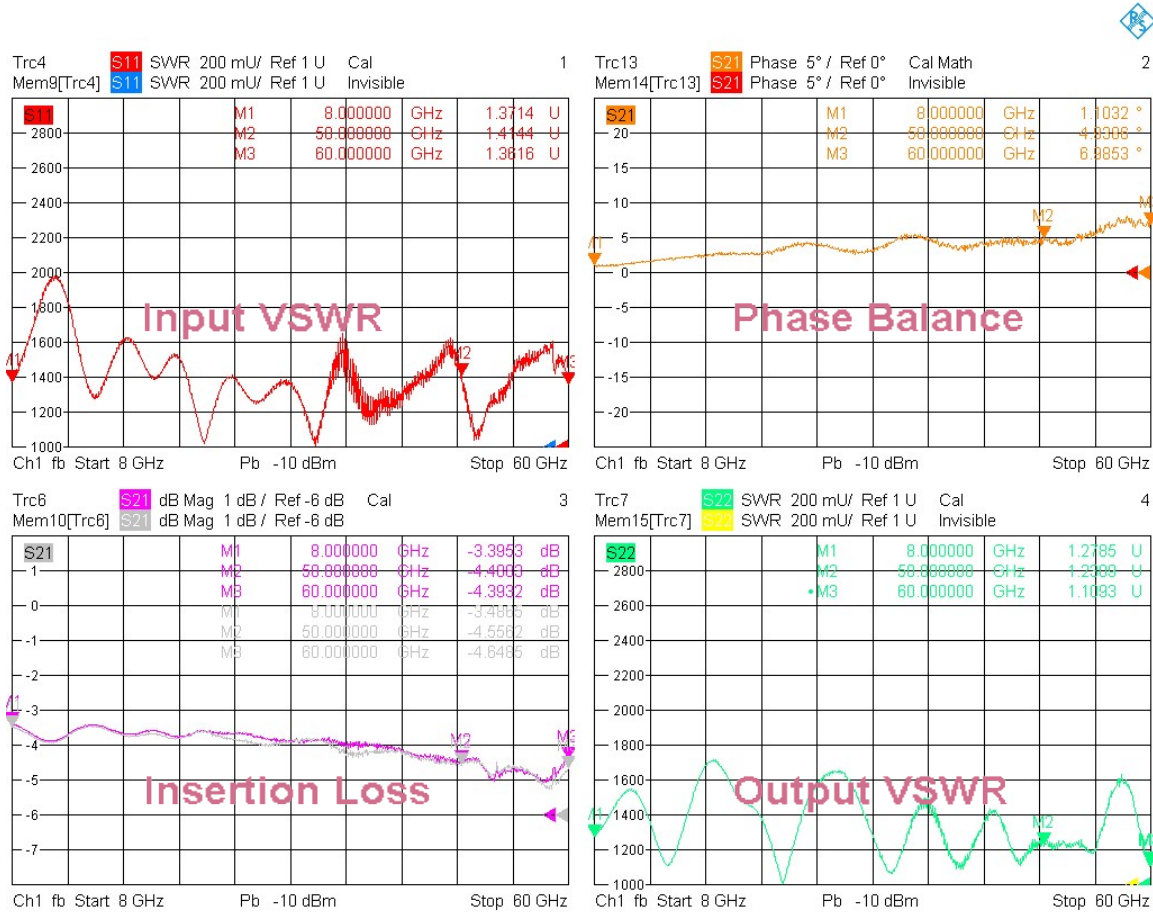 Trc4 S11 SWR 200 mU/ Ref 1 U Cal 1
Mem9[Trc4] S11 SWR 200 mU/ Ref 1 U Invisible
S11
M1 8.000000 GHz 1.3714 U
M2 50.000000 GHz 1.4144 U
M3 60.000000 GHz 1.3616 U
2800
2600
2400
2200
2000
1800
1600
1400
1200
1000
M2
Input VSWR
Ch1 fb Start 8 GHz Pb -10 dBm Stop 60 GHz
Trc13 S21 Phase 5°/ Ref 0° Cal Math 2
Mem14[Trc13] S21 Phase 5°/ Ref 0° Invisible
S21
M1 8.000000 GHz 1.1032 °
M2 50.000000 GHz
M3 60.000000 GHz 6.9853 °
20
15
10
5
0
-5
-10
-15
-20
M2
Phase Balance
Ch1 fb Start 8 GHz Pb -10 dBm Stop 60 GHz
Trc6 S21 dB Mag 1 dB/ Ref -6 dB Cal 3
Mem10[Trc6] S21 dB Mag 1 dB/ Ref -6 dB
S21
M1 8.000000 GHz -3.3953 dB
M2 50.000000 GHz -4.4003 dB
M3 60.000000 GHz -4.3932 dB
M1 8.000000 GHz -3.4865 dB
M2 50.000000 GHz -4.5562 dB
M3 60.000000 GHz -4.6485 dB
1
0
-1
-2
-3
-4
-5
-6
-7
M2
Insertion Loss
Ch1 fb Start 8 GHz Pb -10 dBm Stop 60 GHz
Trc7 S22 SWR 200 mU/ Ref 1 U Cal 4
Mem15[Trc7] S22 SWR 200 mU/ Ref 1 U Invisible
S22
M1 8.000000 GHz 1.2785 U
M2 50.000000 GHz
M3 60.000000 GHz 1.1093 U
2800
2600
2400
2200
2000
1800
1600
1400
1200
1000
M2
Output VSWR
Ch1 fb Start 8 GHz Pb -10 dBm Stop 60 GHz